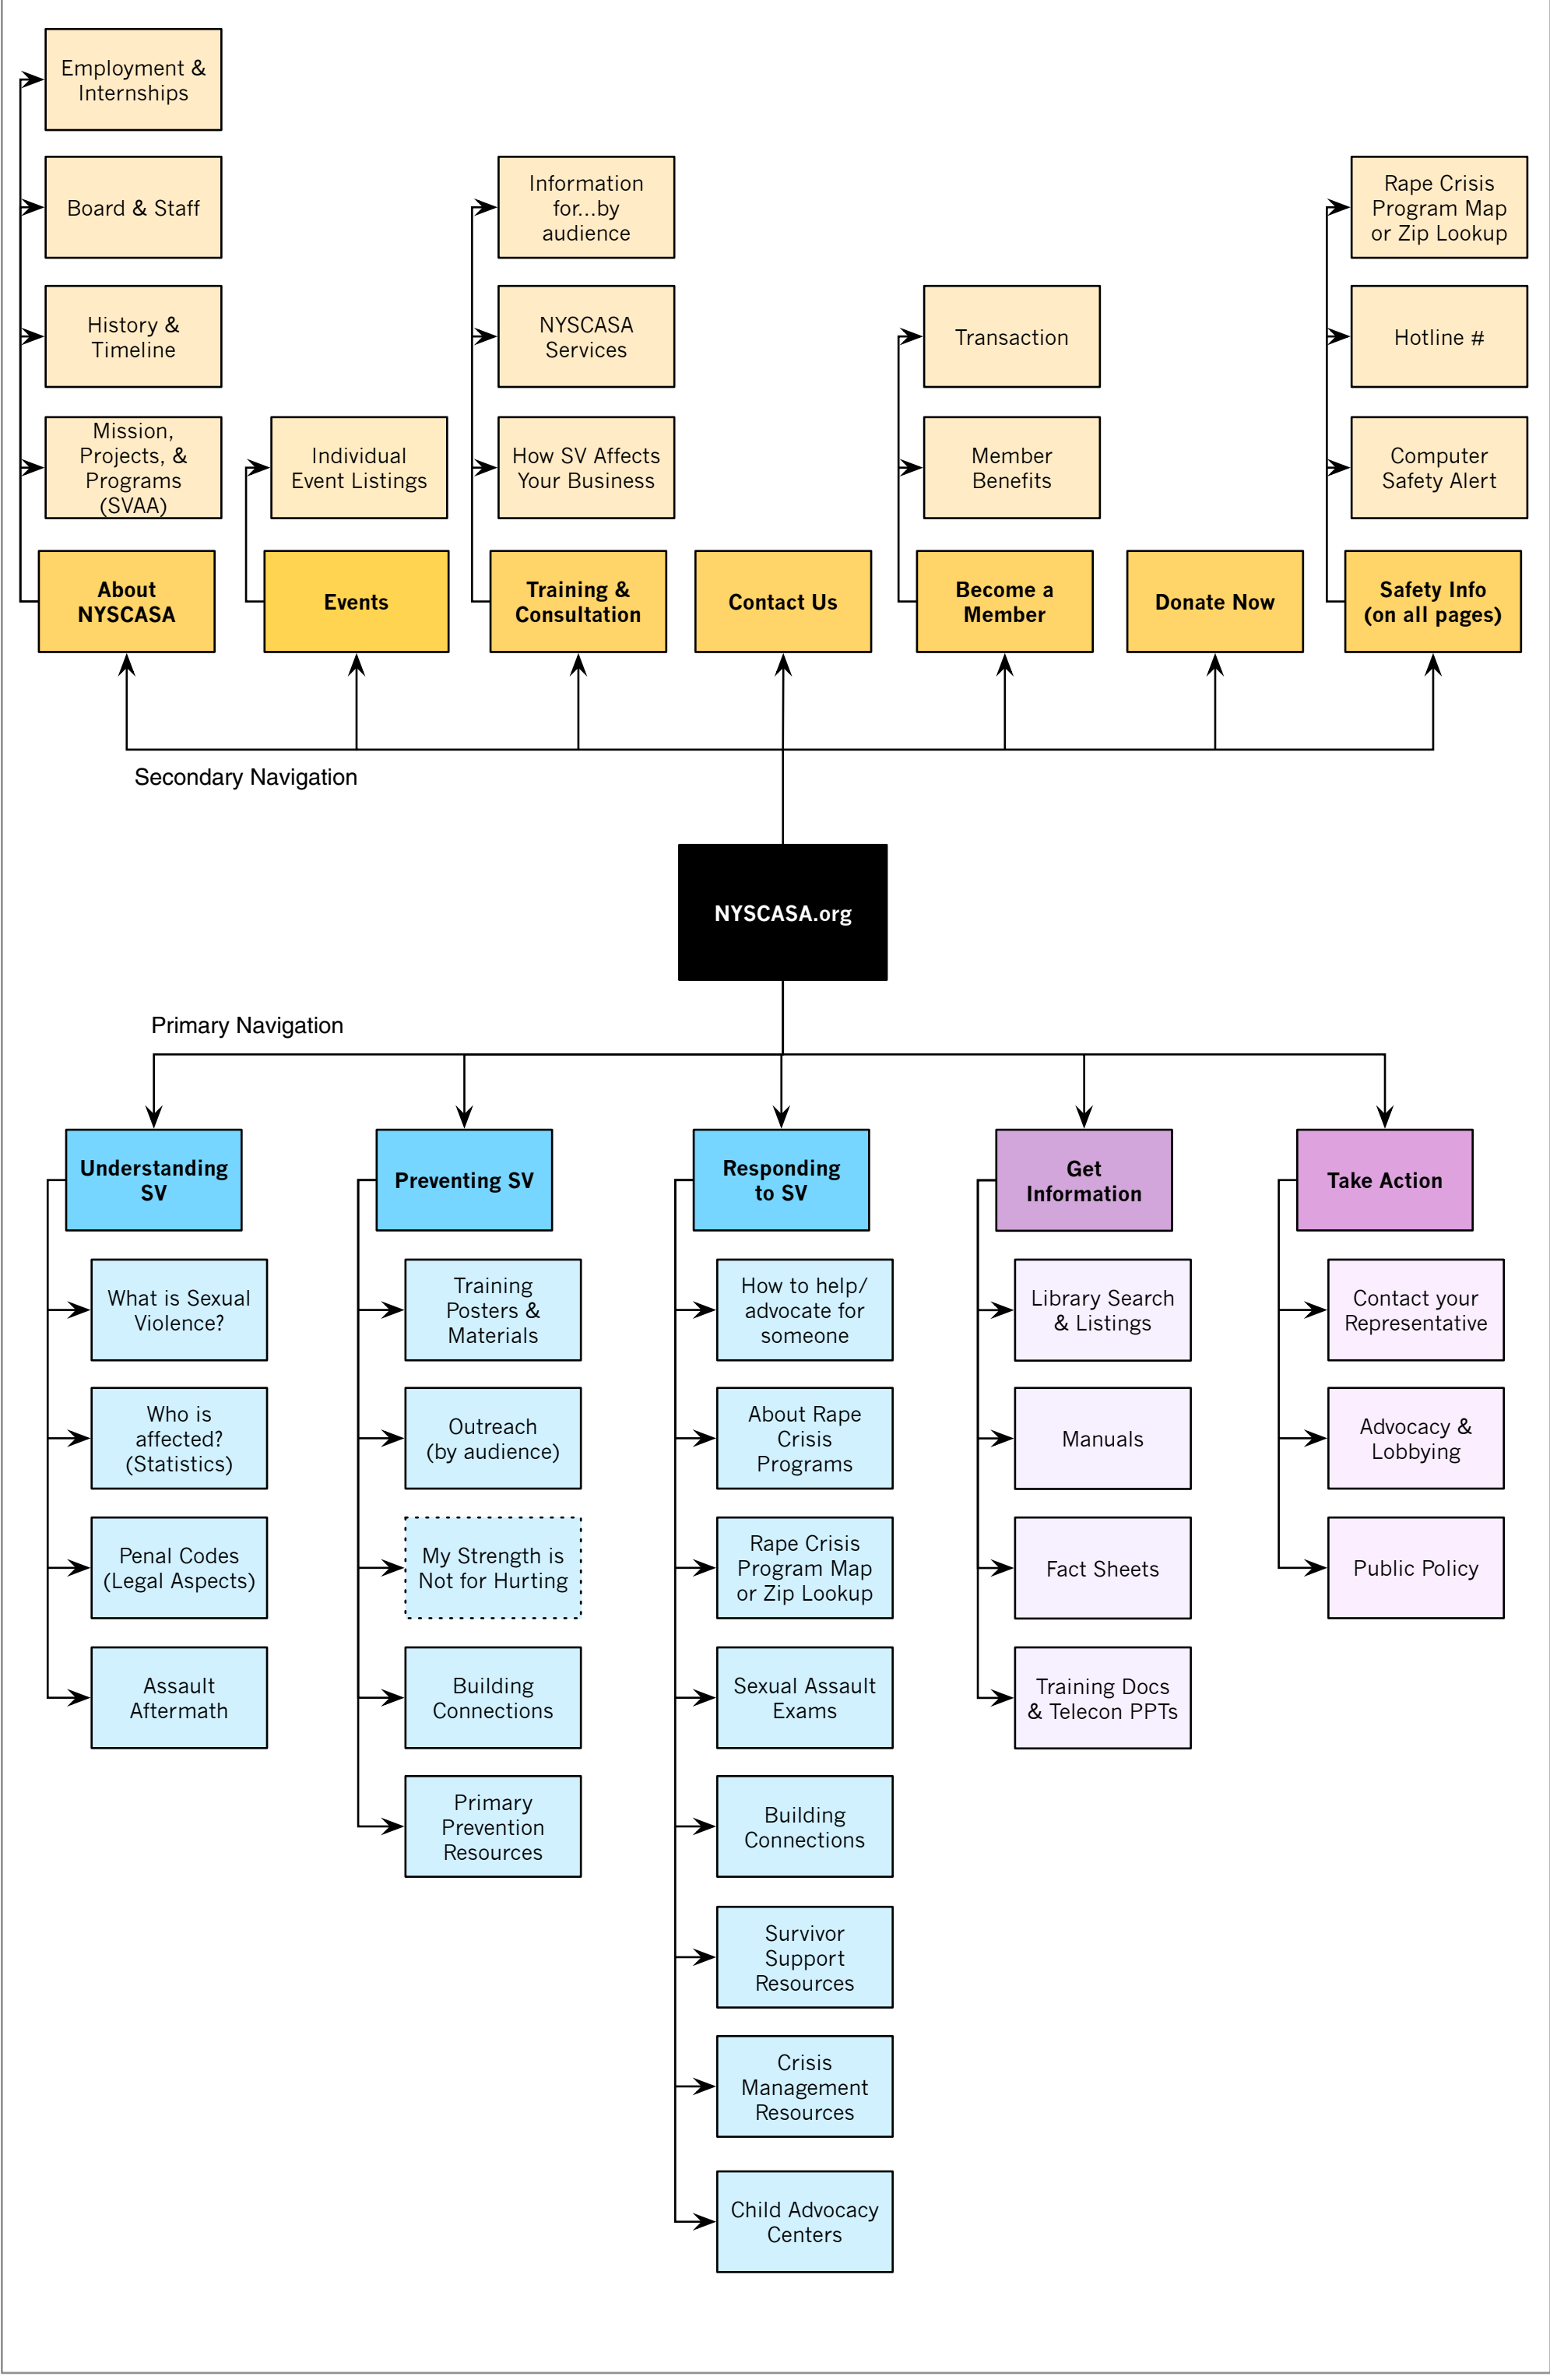 Employment &
Internships
Board & Staff
History &
Timeline
Mission,
Projects, &
Programs
(SVAA)
About
NYSCASA
Individual
Event Listings
Events
Information
for...by
audience
NYSCASA
Services
How SV Affects
Your Business
Training &
Consultation
Contact Us
Transaction
Member
Benefits
Become a
Member
Donate Now
Rape Crisis
Program Map
or Zip Lookup
Hotline #
Computer
Safety Alert
Safety Info
(on all pages)
Secondary Navigation
NYSCASA.org
Primary Navigation
Understanding
SV
What is Sexual
Violence?
Who is
affected?
(Statistics)
Penal Codes
(Legal Aspects)
Assault
Aftermath
Preventing SV
Training
Posters &
Materials
Outreach
(by audience)
My Strength is
Not for Hurting
Building
Connections
Primary
Prevention
Resources
Responding
to SV
How to help/
advocate for
someone
About Rape
Crisis
Programs
Rape Crisis
Program Map
or Zip Lookup
Sexual Assault
Exams
Building
Connections
Survivor
Support
Resources
Crisis
Management
Resources
Child Advocacy
Centers
Get
Information
Library Search
& Listings
Manuals
Fact Sheets
Training Docs
& Telecon PPTs
Take Action
Contact your
Representative
Advocacy &
Lobbying
Public Policy